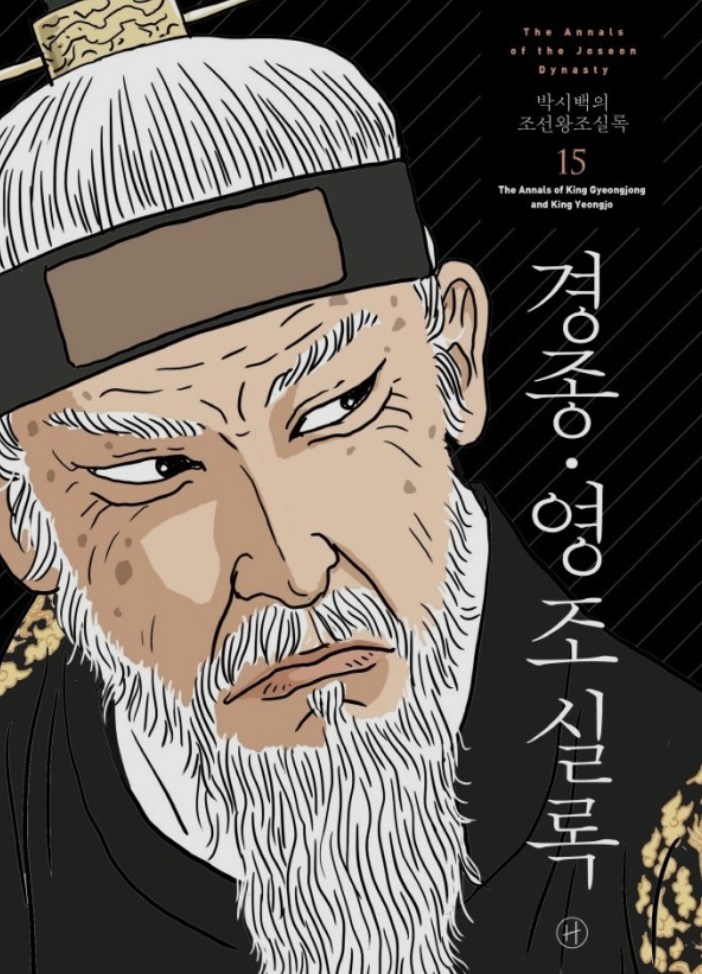 The Annals
of the Joseon
Dynasty
박시백의
조선왕조실록
15
The Annals of King Gyeongjong
and King Yeongjo
경종·영조실록